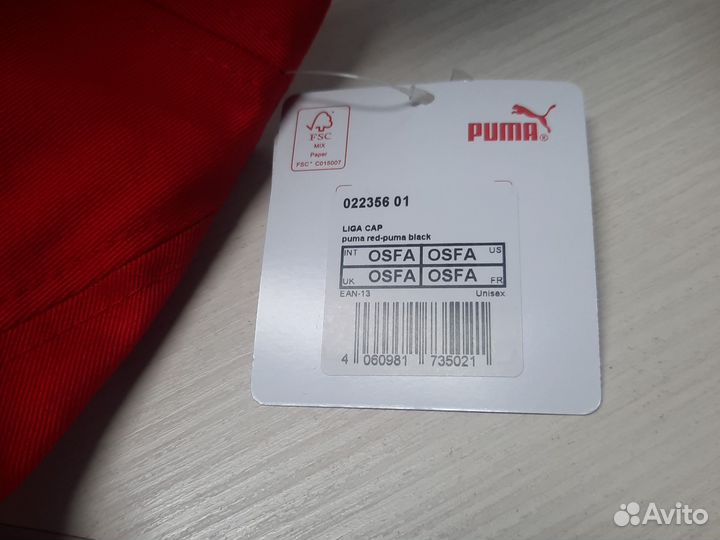 FSC
MIX
Paper
FSC® C015007
PUMA®
022356 01
LIGA CAP
puma red-puma black
INT OSFA OSFA US
UK OSFA OSFA FR
EAN-13 Unisex
4 060981 735021
Avito